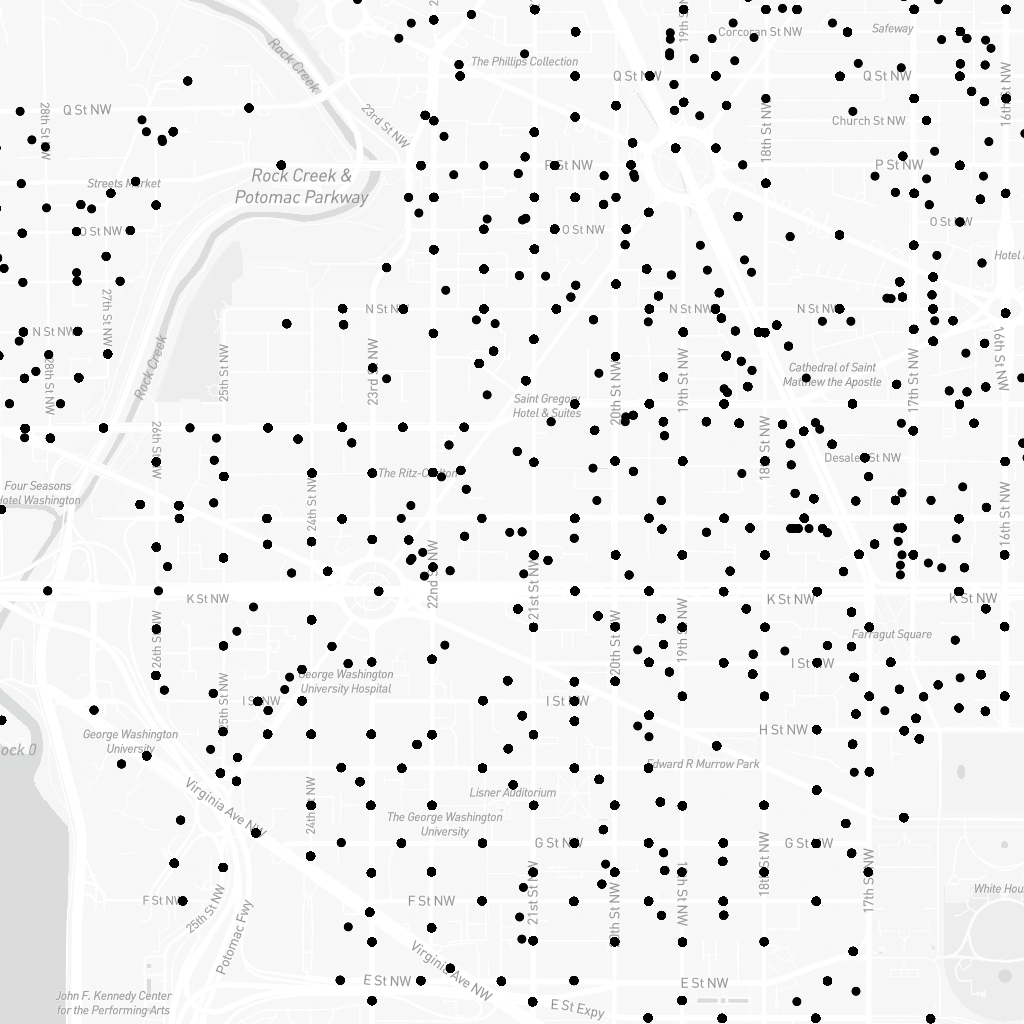 Corcoran St NW
Safeway
19th St NW
Rock Creek
The Phillips Collection
Q St NW
Q St NW
16th St NW
Q St NW
28th St NW
23rd St NW
18th St NW
Church St NW
P St NW
P St NW
Streets Market
Rock Creek &
Potomac Parkway
O St NW
O St NW
O St NW
Hotel
27th St NW
N St NW
N St NW
N St NW
N St NW
16th St NW
Rock Creek
28th St NW
25th St NW
23rd St NW
20th St NW
19th St NW
17th St NW
Cathedral of Saint
Matthew the Apostle
Saint Gregory
Hotel & Suites
26th St NW
18th St NW
Desales St NW
The Ritz-Carlton
Four Seasons
Hotel Washington
24th St NW
16th St NW
22nd St NW
21st St NW
K St NW
K St NW
K St NW
26th St NW
20th St NW
19th St NW
Farragut Square
I St NW
George Washington
University Hospital
25th St NW
I St NW
I St NW
H St NW
George Washington
University
Edward R Murrow Park
Lisner Auditorium
Virginia Ave NW
24th St NW
The George Washington
University
G St NW
G St NW
18th St NW
17th St NW
19th St NW
21st St NW
20th St NW
F St NW
F St NW
25th St NW
Potomac Fwy
Virginia Ave NW
E St NW
E St NW
E St Expy
John F. Kennedy Center
for the Performing Arts